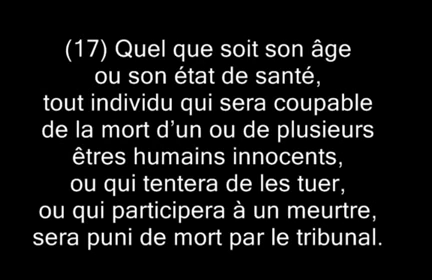 (17) Quel que soit son âge
ou son état de santé,
tout individu qui sera coupable
de la mort d’un ou de plusieurs
êtres humains innocents,
ou qui tentera de les tuer,
ou qui participera à un meurtre,
sera puni de mort par le tribunal.